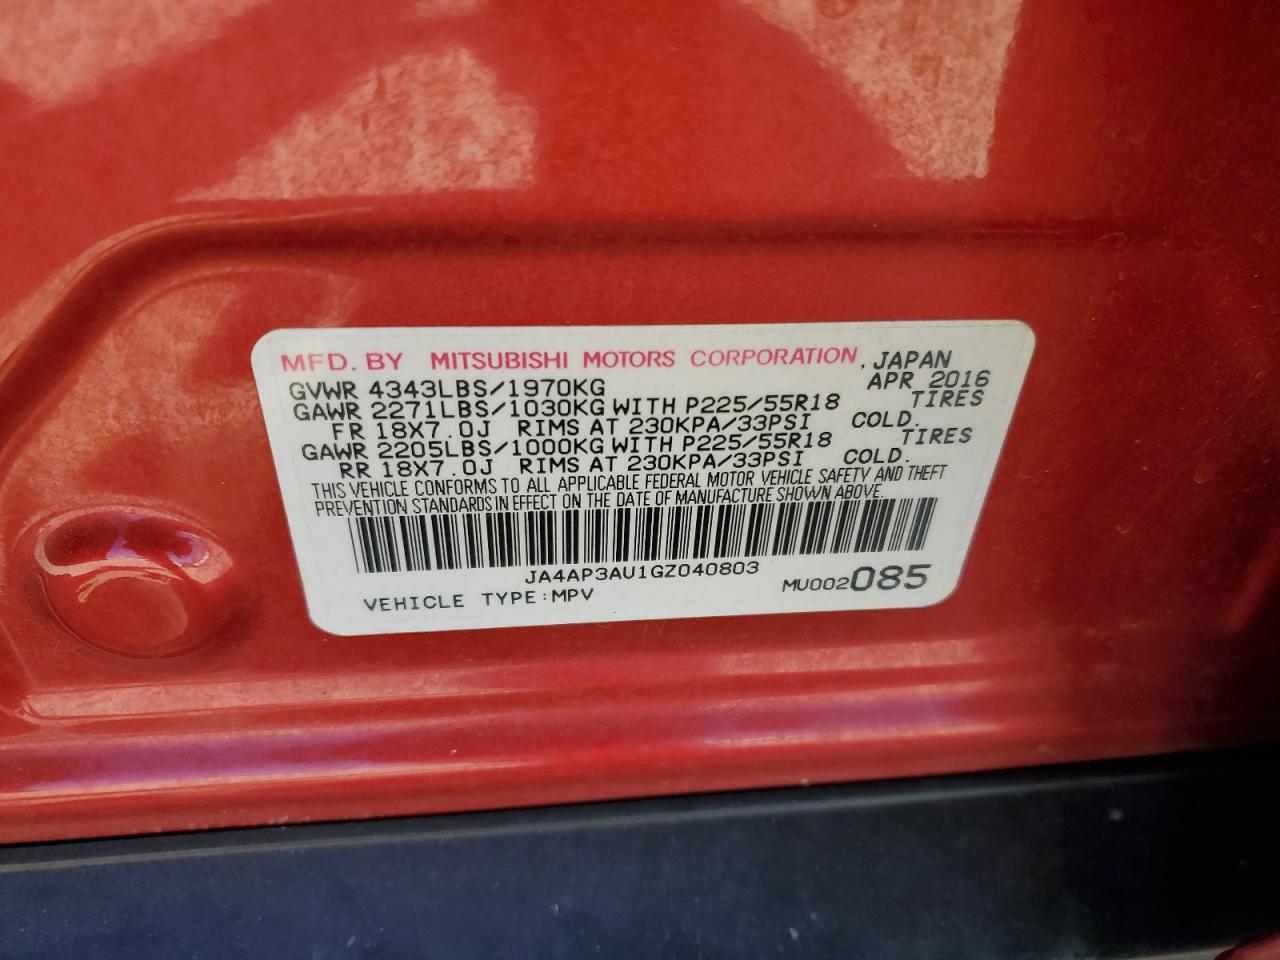 MFD. BY MITSUBISHI MOTORS CORPORATION, JAPAN
GVWR 4343LBS/1970KG APR 2016
GAWR 2271LBS/1030KG WITH P225/55R18 TIRES
FR 18X7.0J RIMS AT 230KPA/33PSI COLD.
GAWR 2205LBS/1000KG WITH P225/55R18 TIRES
RR 18X7.0J RIMS AT 230KPA/33PSI COLD.
THIS VEHICLE CONFORMS TO ALL APPLICABLE FEDERAL MOTOR VEHICLE SAFETY AND THEFT
PREVENTION STANDARDS IN EFFECT ON THE DATE OF MANUFACTURE SHOWN ABOVE.
JA4AP3AU1GZ040803
VEHICLE TYPE:MPV MU002085